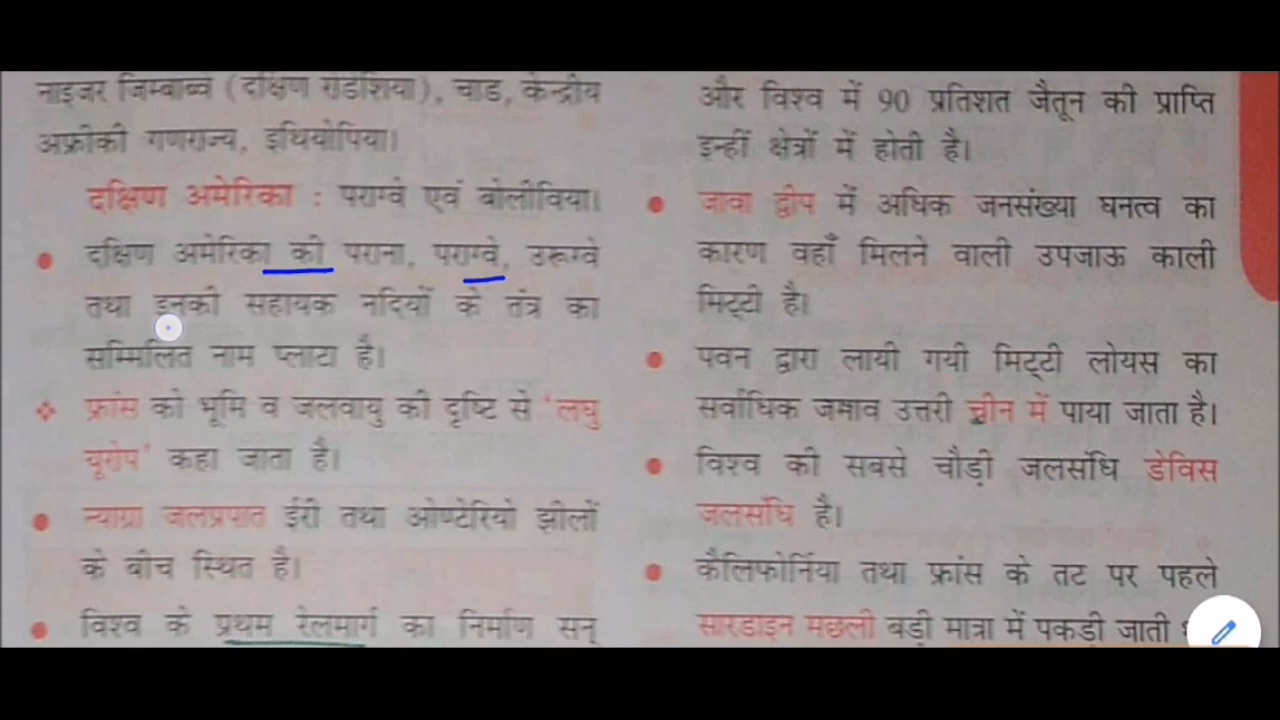 नाइजर जिम्बाब्वे (दक्षिण रोडेशिया), चाड, केन्द्रीय
अफ्रीकी गणराज्य, इथियोपिया।
दक्षिण अमेरिका : पराग्वे एवं बोलीविया।
दक्षिण अमेरिका की पराना, पराग्वे, उरूग्वे
तथा इनकी सहायक नदियों के तंत्र का
सम्मिलित नाम प्लाटा है।
फ्रांस को भूमि व जलवायु की दृष्टि से 'लघु
यूरोप' कहा जाता है।
न्याग्रा जलप्रपात ईरी तथा ओण्टेरियो झीलों
के बीच स्थित है।
विश्व के प्रथम रेलमार्ग का निर्माण सन्
और विश्व में 90 प्रतिशत जैतून की प्राप्ति
इन्हीं क्षेत्रों में होती है।
जावा द्वीप में अधिक जनसंख्या घनत्व का
कारण वहाँ मिलने वाली उपजाऊ काली
मिट्टी है।
पवन द्वारा लायी गयी मिट्टी लोयस का
सर्वाधिक जमाव उत्तरी चीन में पाया जाता है।
विश्व की सबसे चौड़ी जलसंधि डेविस
जलसंधि है।
कैलिफोर्निया तथा फ्रांस के तट पर पहले
सारडाइन मछली बड़ी मात्रा में पकड़ी जाती